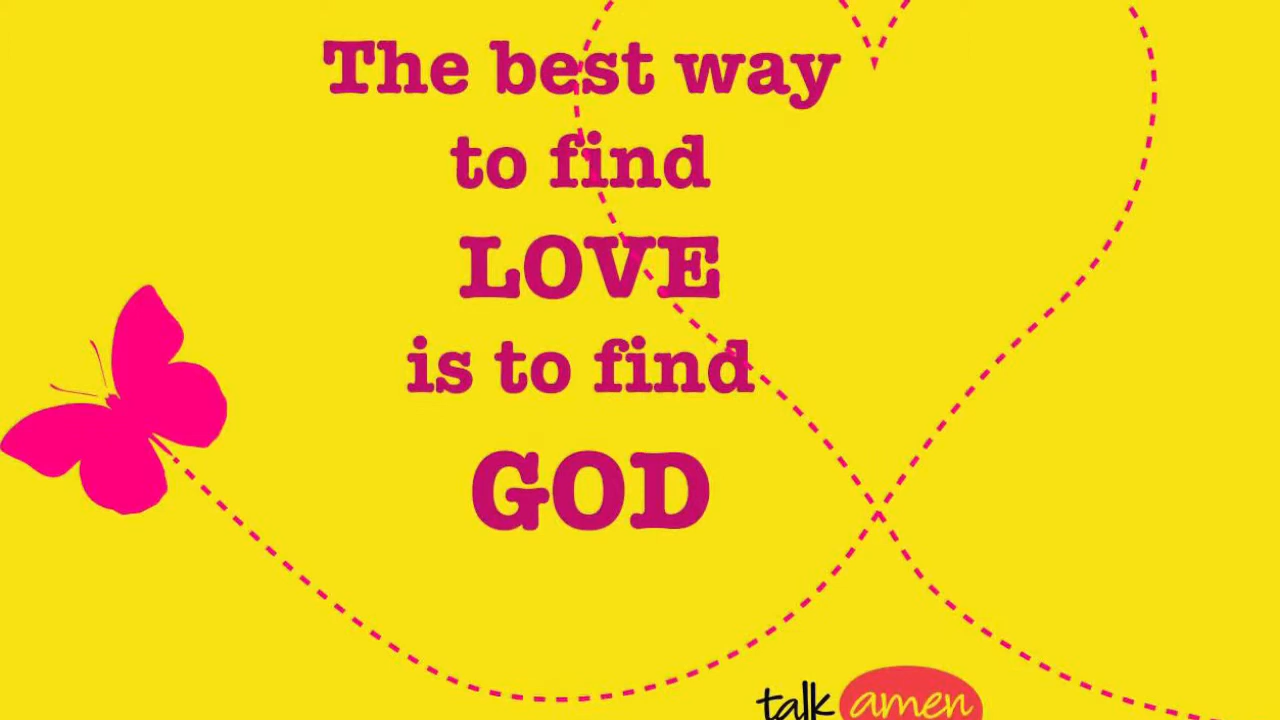 The best way
to find
LOVE
is to find
GOD
talk amen